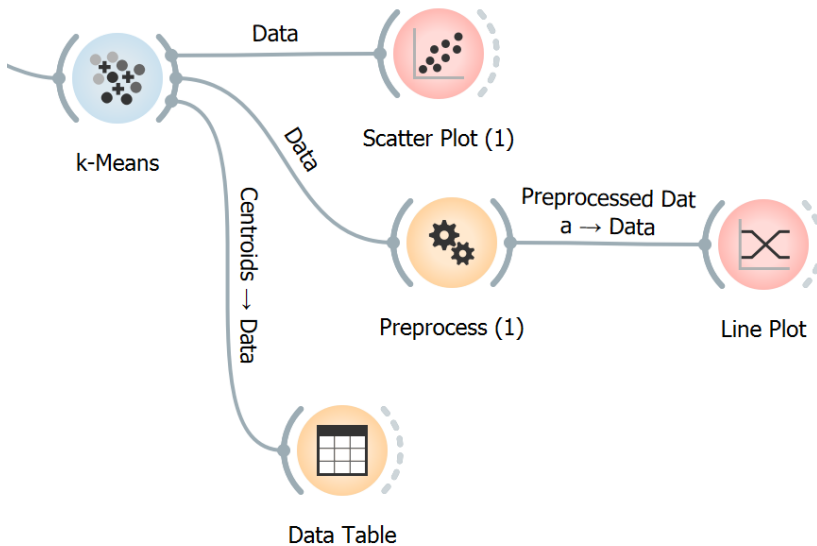 Data
k-Means
Scatter Plot (1)
Data
Preprocessed Dat
a → Data
Centroids → Data
Preprocess (1)
Line Plot
Data Table